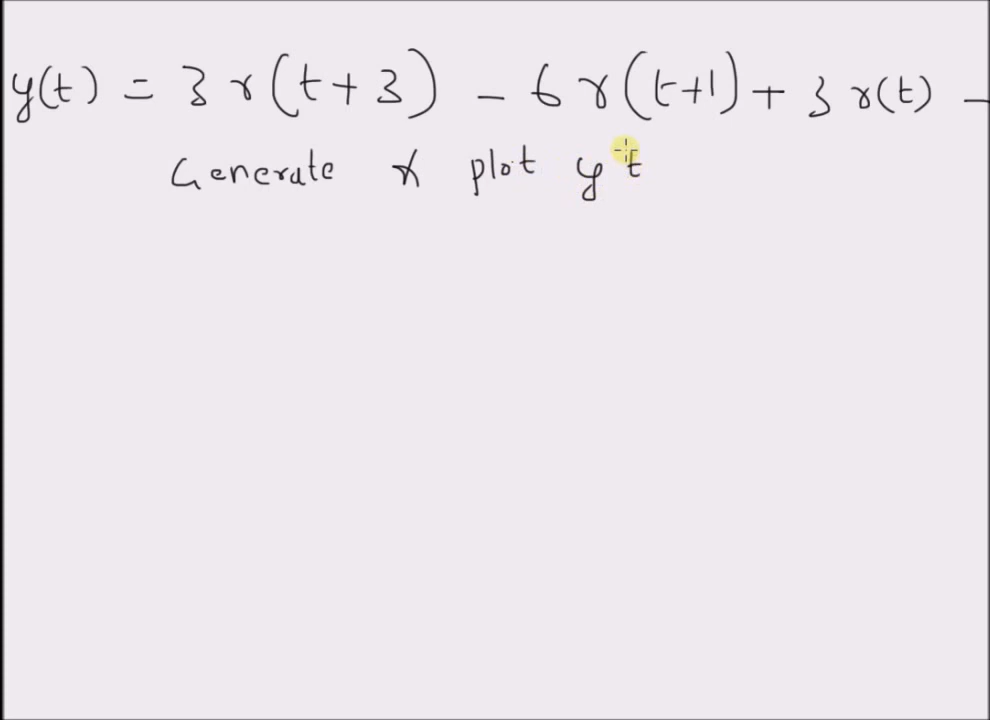 y(t) = 3 r(t+3) - 6 r(t+1) + 3 r(t) -
Generate & plot y t